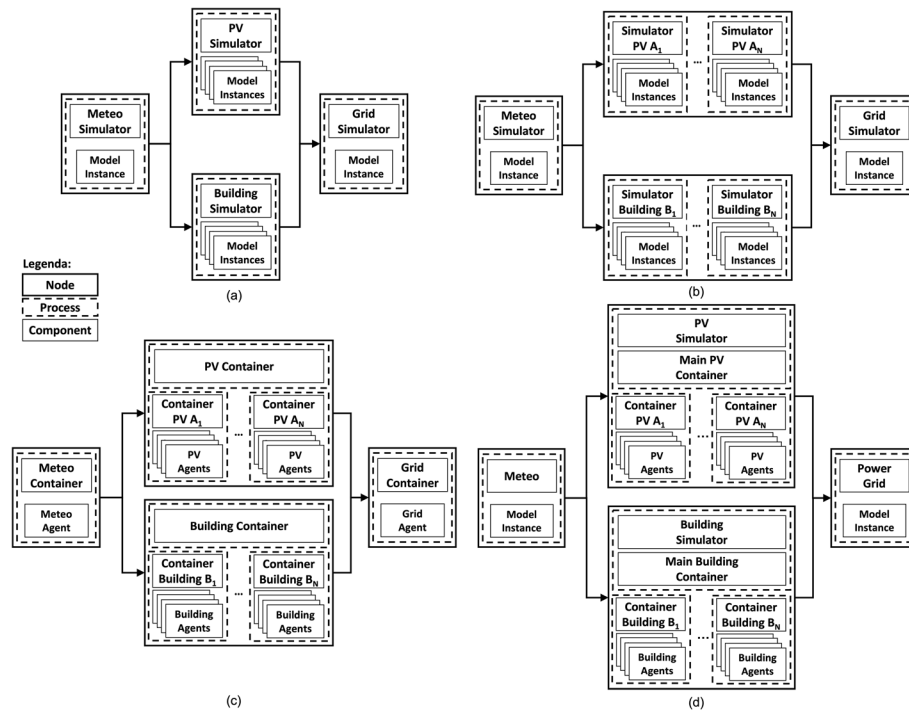 PV
Simulator
Model
Instances
Meteo
Simulator
Model
Instance
Grid
Simulator
Model
Instance
Building
Simulator
Model
Instances
(a)
Legenda:
Node
Process
Component
Simulator
PV A1
...
Simulator
PV AN
Model
Instances
Model
Instances
Meteo
Simulator
Model
Instance
Grid
Simulator
Model
Instance
Simulator
Building B1
...
Simulator
Building BN
Model
Instances
Model
Instances
(b)
PV Container
Container
PV A1
...
Container
PV AN
PV
Agents
PV
Agents
Meteo
Container
Meteo
Agent
Grid
Container
Grid
Agent
Building Container
Container
Building B1
...
Container
Building BN
Building
Agents
Building
Agents
(c)
PV
Simulator
Main PV
Container
Container
PV A1
....
Container
PV AN
PV
Agents
PV
Agents
Meteo
Model
Instance
Power
Grid
Model
Instance
Building
Simulator
Main Building
Container
Container
Building B1
....
Container
Building BN
Building
Agents
Building
Agents
(d)